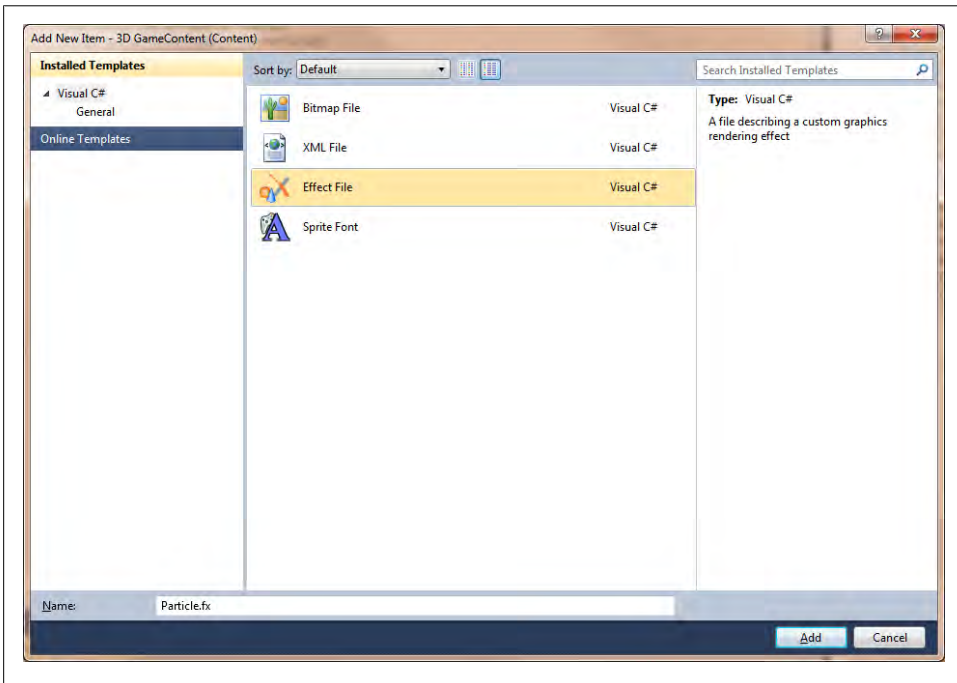 Add New Item - 3D GameContent (Content)
Installed Templates
Visual C#
General
Online Templates
Sort by: Default
Search Installed Templates
Bitmap File Visual C#
XML File Visual C#
Effect File Visual C#
Sprite Font Visual C#
Type: Visual C#
A file describing a custom graphics
rendering effect
Name: Particle.fx
Add Cancel